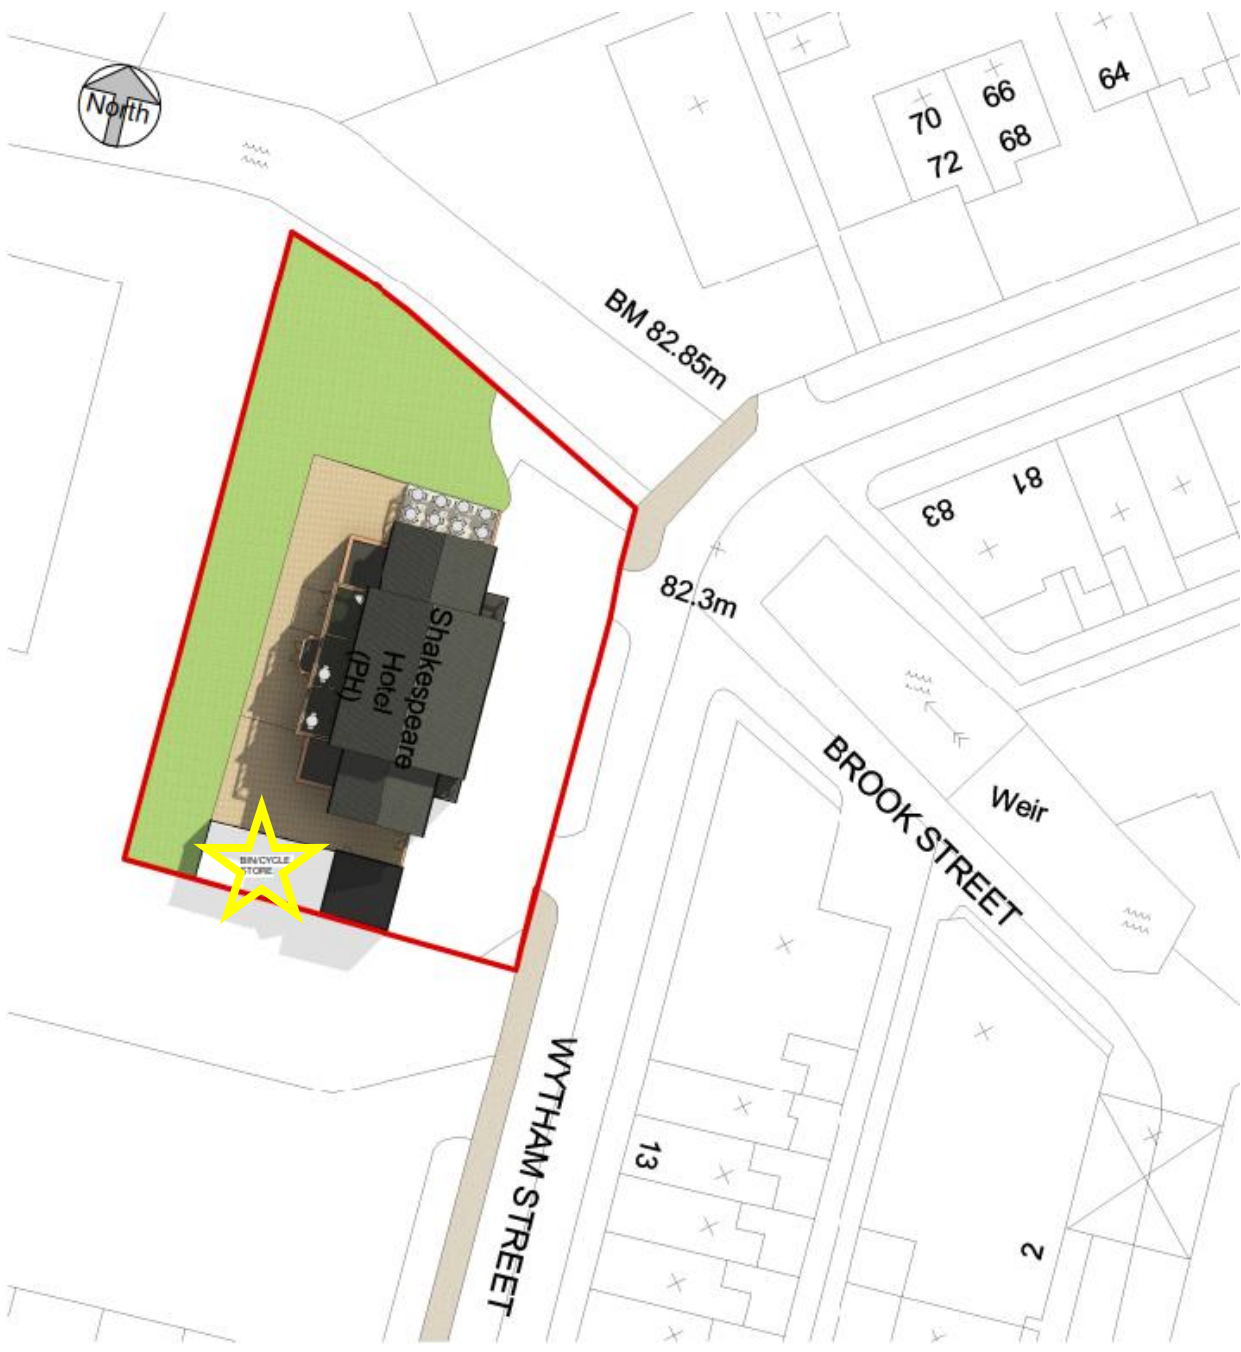 North
64
66
68
70
72
BM 82.85m
81
83
82.3m
Shakespeare
Hotel
(PH)
BROOK STREET
Weir
BIN/CYCLE
STORE
WYTHAM STREET
13
2